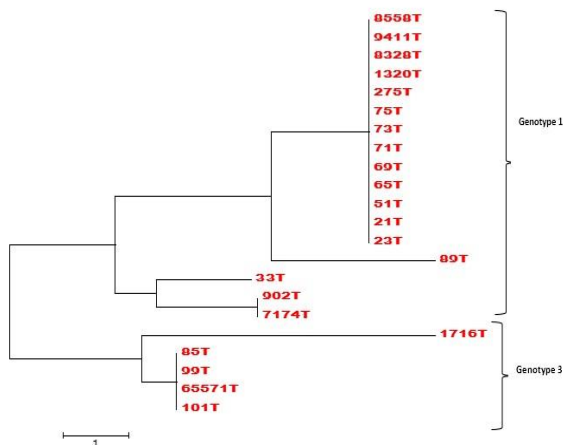 8558T
9411T
8328T
1320T
275T
75T
73T
71T
69T
65T
51T
21T
23T
89T
33T
902T
7174T
1716T
85T
99T
65571T
101T
Genotype 1
Genotype 3
1